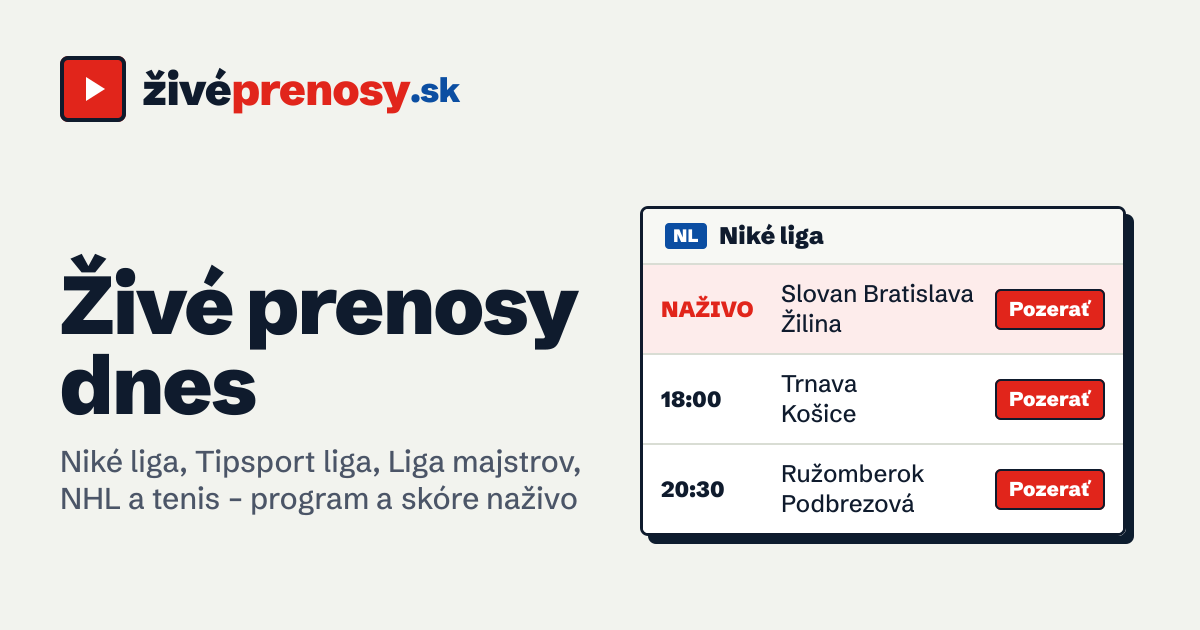 živéprenosy.sk
Živé prenosy
dnes
Niké liga, Tipsport liga, Liga majstrov,
NHL a tenis – program a skóre naživo
NL Niké liga
NAŽIVO
Slovan Bratislava
Žilina
Pozerať
18:00
Trnava
Košice
Pozerať
20:30
Ružomberok
Podbrezová
Pozerať